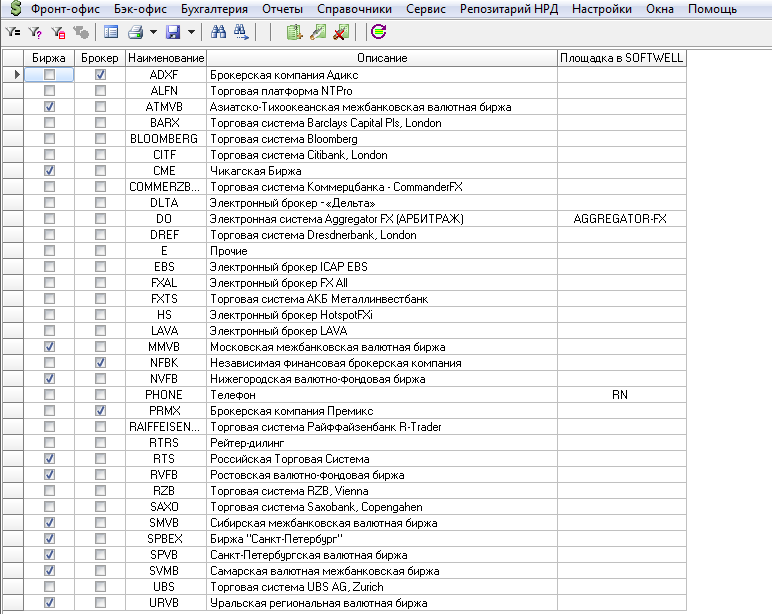 Фронт-офис Бэк-офис Бухгалтерия Отчеты Справочники Сервис Репозитарий НРД Настройки Окна Помощь
Биржа Брокер Наименование Описание Площадка в SOFTWELL
ADXF Брокерская компания Адикс
ALFN Торговая платформа NTPro
ATMVB Азиатско-Тихоокеанская межбанковская валютная биржа
BARX Торговая система Barclays Capital Pls, London
BLOOMBERG Торговая система Bloomberg
CITF Торговая система Citibank, London
CME Чикагская Биржа
COMMERZB... Торговая система Коммерцбанка - CommanderFX
DLTA Электронный брокер - «Дельта»
DO Электронная система Aggregator FX (АРБИТРАЖ) AGGREGATOR-FX
DREF Торговая система Dresdnerbank, London
E Прочие
EBS Электронный брокер ICAP EBS
FXAL Электронный брокер FX All
FXTS Торговая система АКБ Металлинвестбанк
HS Электронный брокер HotspotFXi
LAVA Электронный брокер LAVA
MMVB Московская межбанковская валютная биржа
NFBK Независимая финансовая брокерская компания
NVFB Нижегородская валютно-фондовая биржа
PHONE Телефон RN
PRMX Брокерская компания Премикс
RAIFFEISEN... Торговая система Райффайзенбанк R-Trader
RTRS Рейтер-дилинг
RTS Российская Торговая Система
RVFB Ростовская валютно-фондовая биржа
RZB Торговая система RZB, Vienna
SAXO Торговая система Saxobank, Copengahen
SMVB Сибирская межбанковская валютная биржа
SPBEX Биржа "Санкт-Петербург"
SPVB Санкт-Петербургская валютная биржа
SVMB Самарская валютная межбанковская биржа
UBS Торговая система UBS AG, Zurich
URVB Уральская региональная валютная биржа